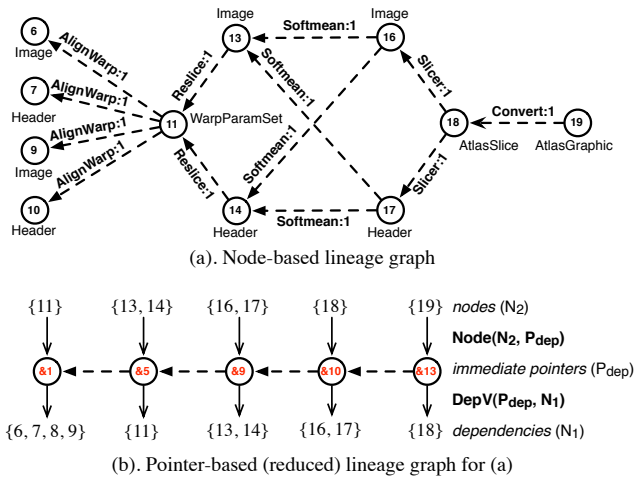 Image
Image
6
13
Softmean:1
16
Image
AlignWarp:1
Reslice:1
Softmean:1
Slicer:1
7
AlignWarp:1
Header
11
WarpParamSet
18
Convert:1
19
AlignWarp:1
AtlasSlice
AtlasGraphic
9
Image
AlignWarp:1
Reslice:1
Softmean:1
Slicer:1
10
14
Softmean:1
17
Header
Header
Header
(a). Node-based lineage graph
{11} {13, 14} {16, 17} {18} {19} nodes (N2)
Node(N2, Pdep)
&1 &5 &9 &10 &13 immediate pointers (Pdep)
DepV(Pdep, N1)
{6, 7, 8, 9} {11} {13, 14} {16, 17} {18} dependencies (N1)
(b). Pointer-based (reduced) lineage graph for (a)